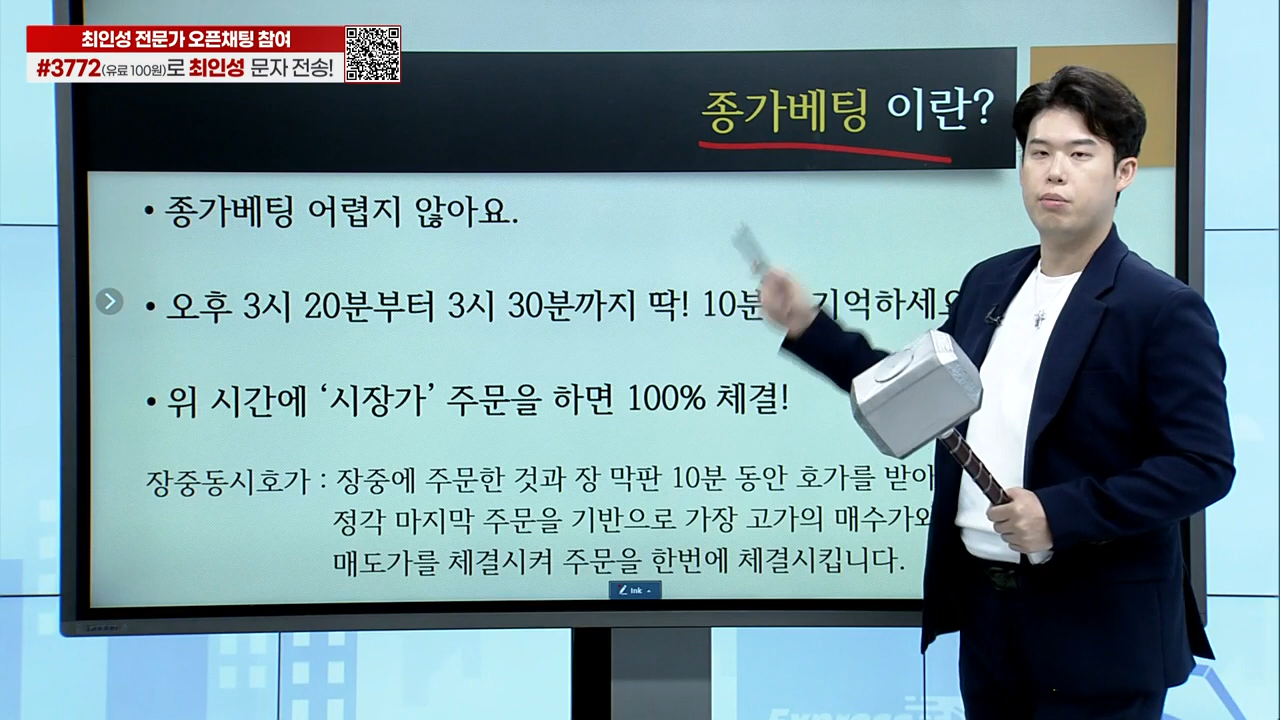 최인성 전문가 오픈채팅 참여
#3772(유료 100원)로 최인성 문자 전송!
종가베팅 이란?
• 종가베팅 어렵지 않아요.
• 오후 3시 20분부터 3시 30분까지 딱! 10분 기억하세요
• 위 시간에 ‘시장가’ 주문을 하면 100% 체결!
장중동시호가 : 장중에 주문한 것과 장 막판 10분 동안 호가를 받아
정각 마지막 주문을 기반으로 가장 고가의 매수가와
매도가를 체결시켜 주문을 한번에 체결시킵니다.
Ink